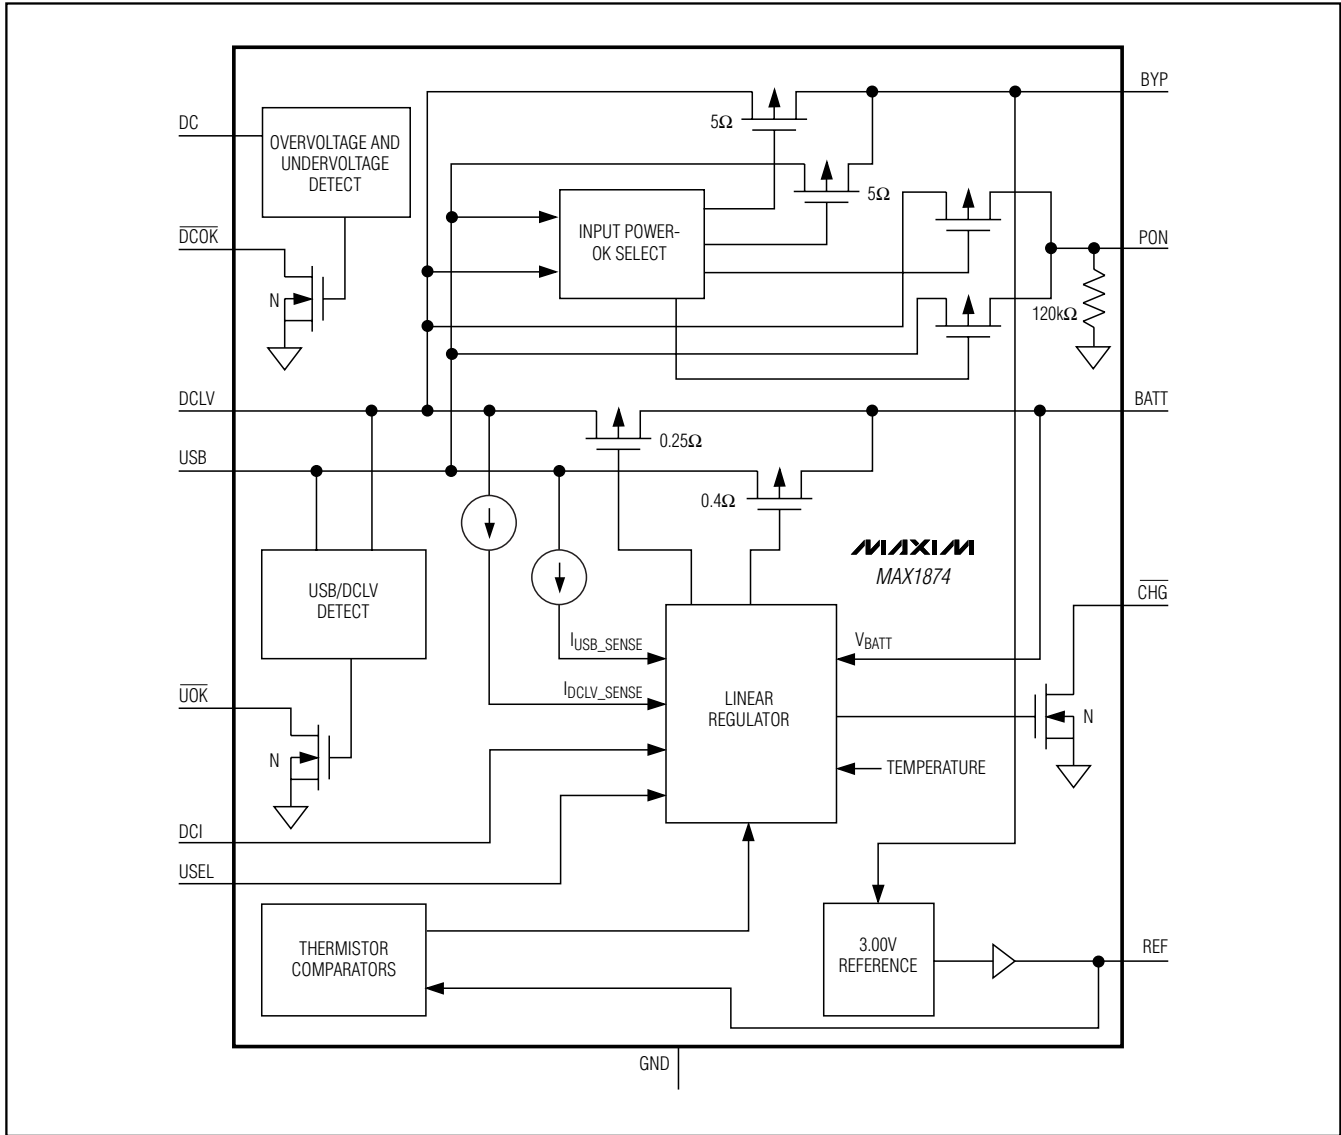 BYP
DC
OVERVOLTAGE AND
UNDERVOLTAGE
DETECT
5Ω
5Ω
DCOK
INPUT POWER-
OK SELECT
PON
N
120kΩ
DCLV
BATT
0.25Ω
USB
0.4Ω
MAXIM
MAX1874
USB/DCLV
DETECT
CHG
IUSB_SENSE
VBATT
IDCLV_SENSE
LINEAR
REGULATOR
UOK
N
N
TEMPERATURE
DCI
USEL
THERMISTOR
COMPARATORS
3.00V
REFERENCE
REF
GND